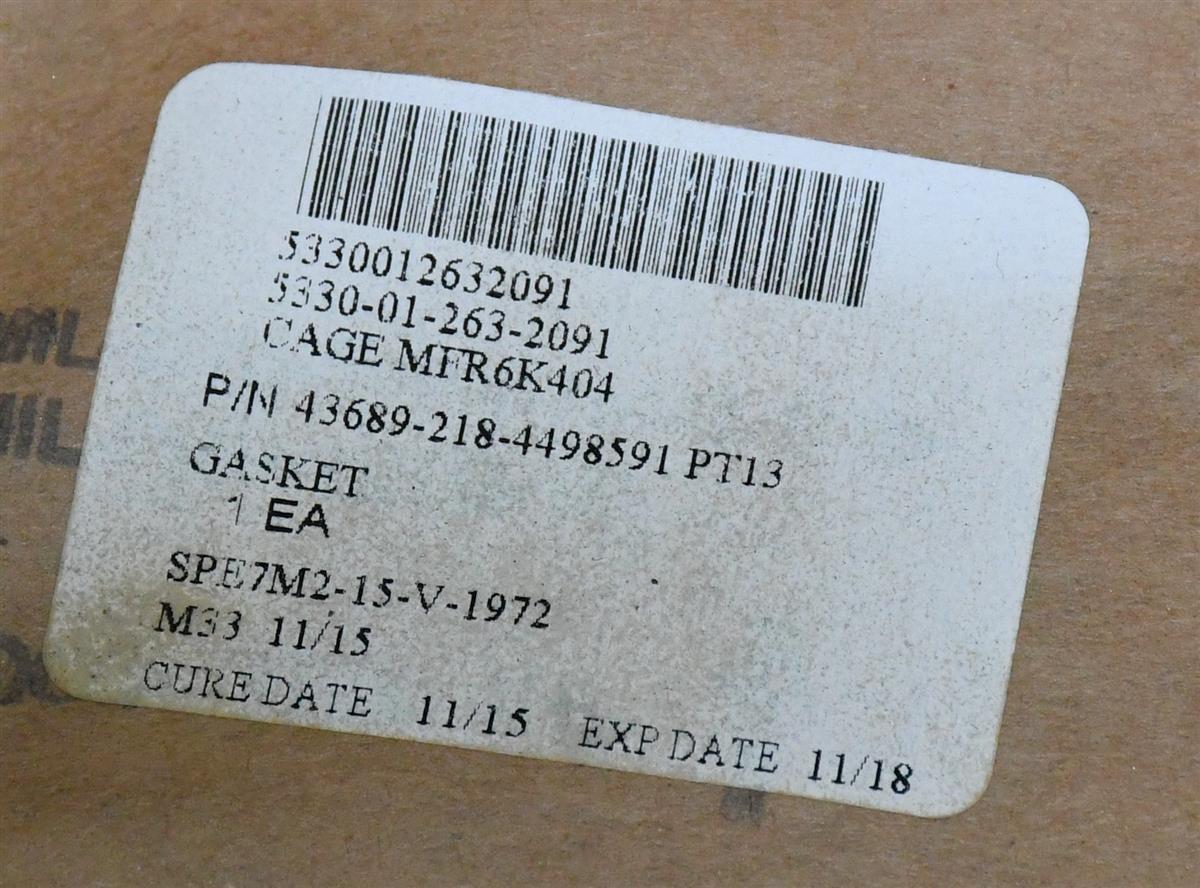 5330012632091
5330-01-263-2091
CAGE MFR6K404
P/N 43689-218-4498591 PT13
GASKET
1 EA
SPE7M2-15-V-1972
M33 11/15
CURE DATE 11/15 EXP DATE 11/18